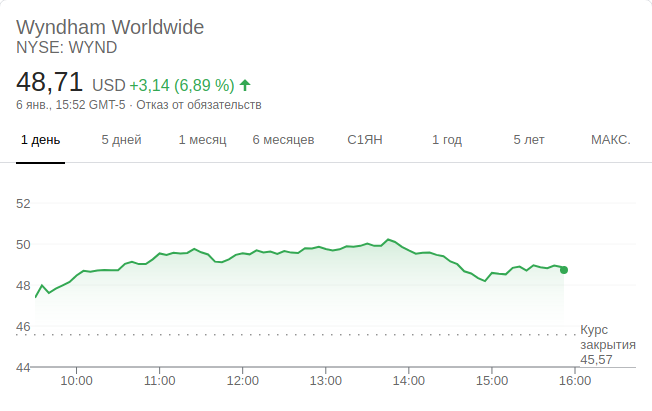 Wyndham Worldwide
NYSE: WYND
48,71 USD +3,14 (6,89 %)
6 янв., 15:52 GMT-5 · Отказ от обязательств
1 день 5 дней 1 месяц 6 месяцев С1ЯН 1 год 5 лет МАКС.
52
50
48
46
Курс
закрытия
45,57
44
10:00 11:00 12:00 13:00 14:00 15:00 16:00